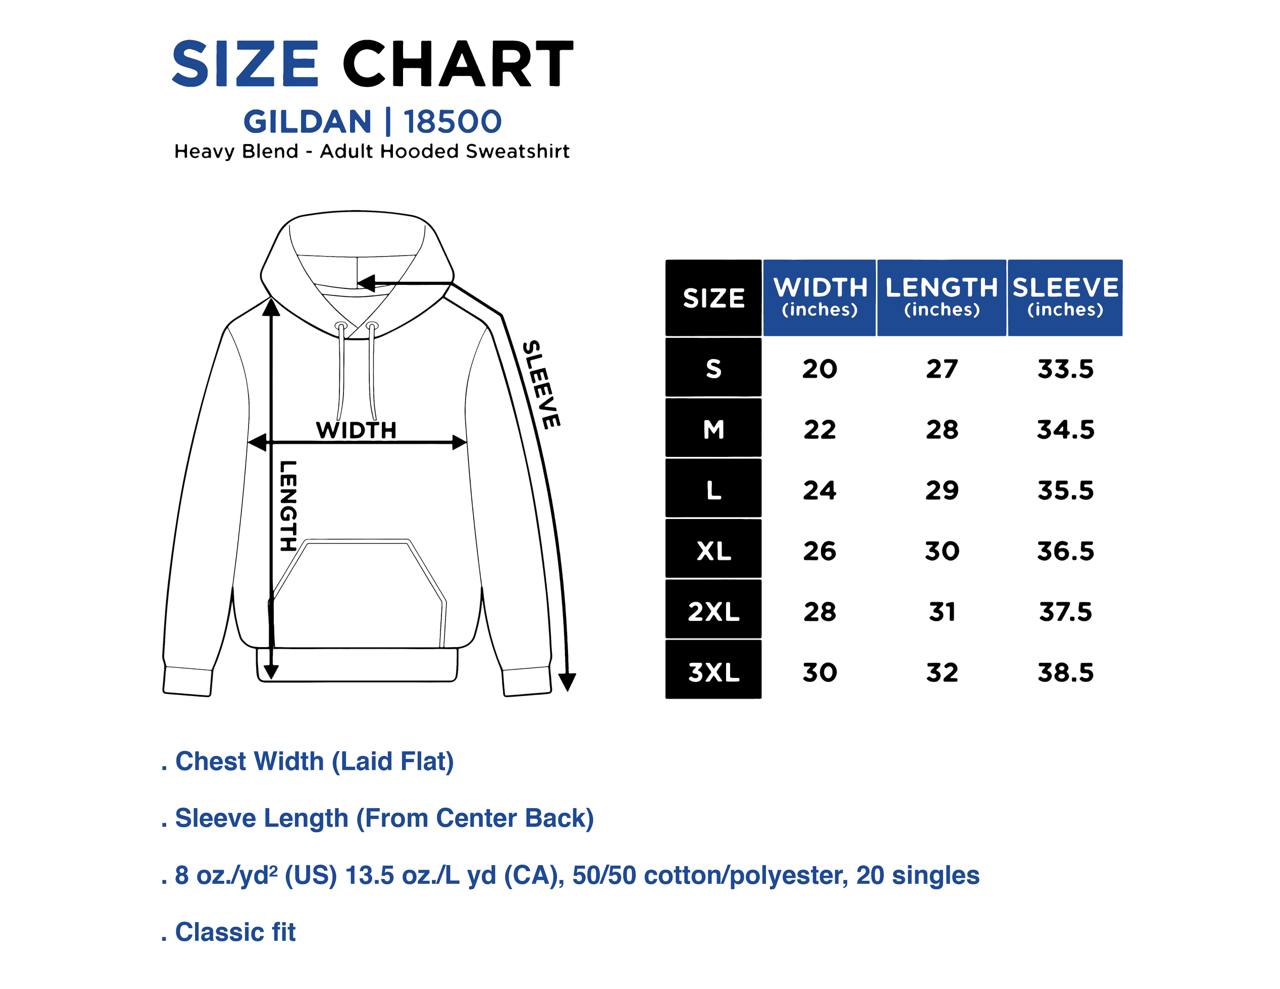 SIZE CHART
GILDAN | 18500
Heavy Blend - Adult Hooded Sweatshirt
SLEEVE
WIDTH
LENGTH
SIZE WIDTH (inches) LENGTH (inches) SLEEVE (inches)
S 20 27 33.5
M 22 28 34.5
L 24 29 35.5
XL 26 30 36.5
2XL 28 31 37.5
3XL 30 32 38.5
. Chest Width (Laid Flat)
. Sleeve Length (From Center Back)
. 8 oz./yd² (US) 13.5 oz./L yd (CA), 50/50 cotton/polyester, 20 singles
. Classic fit